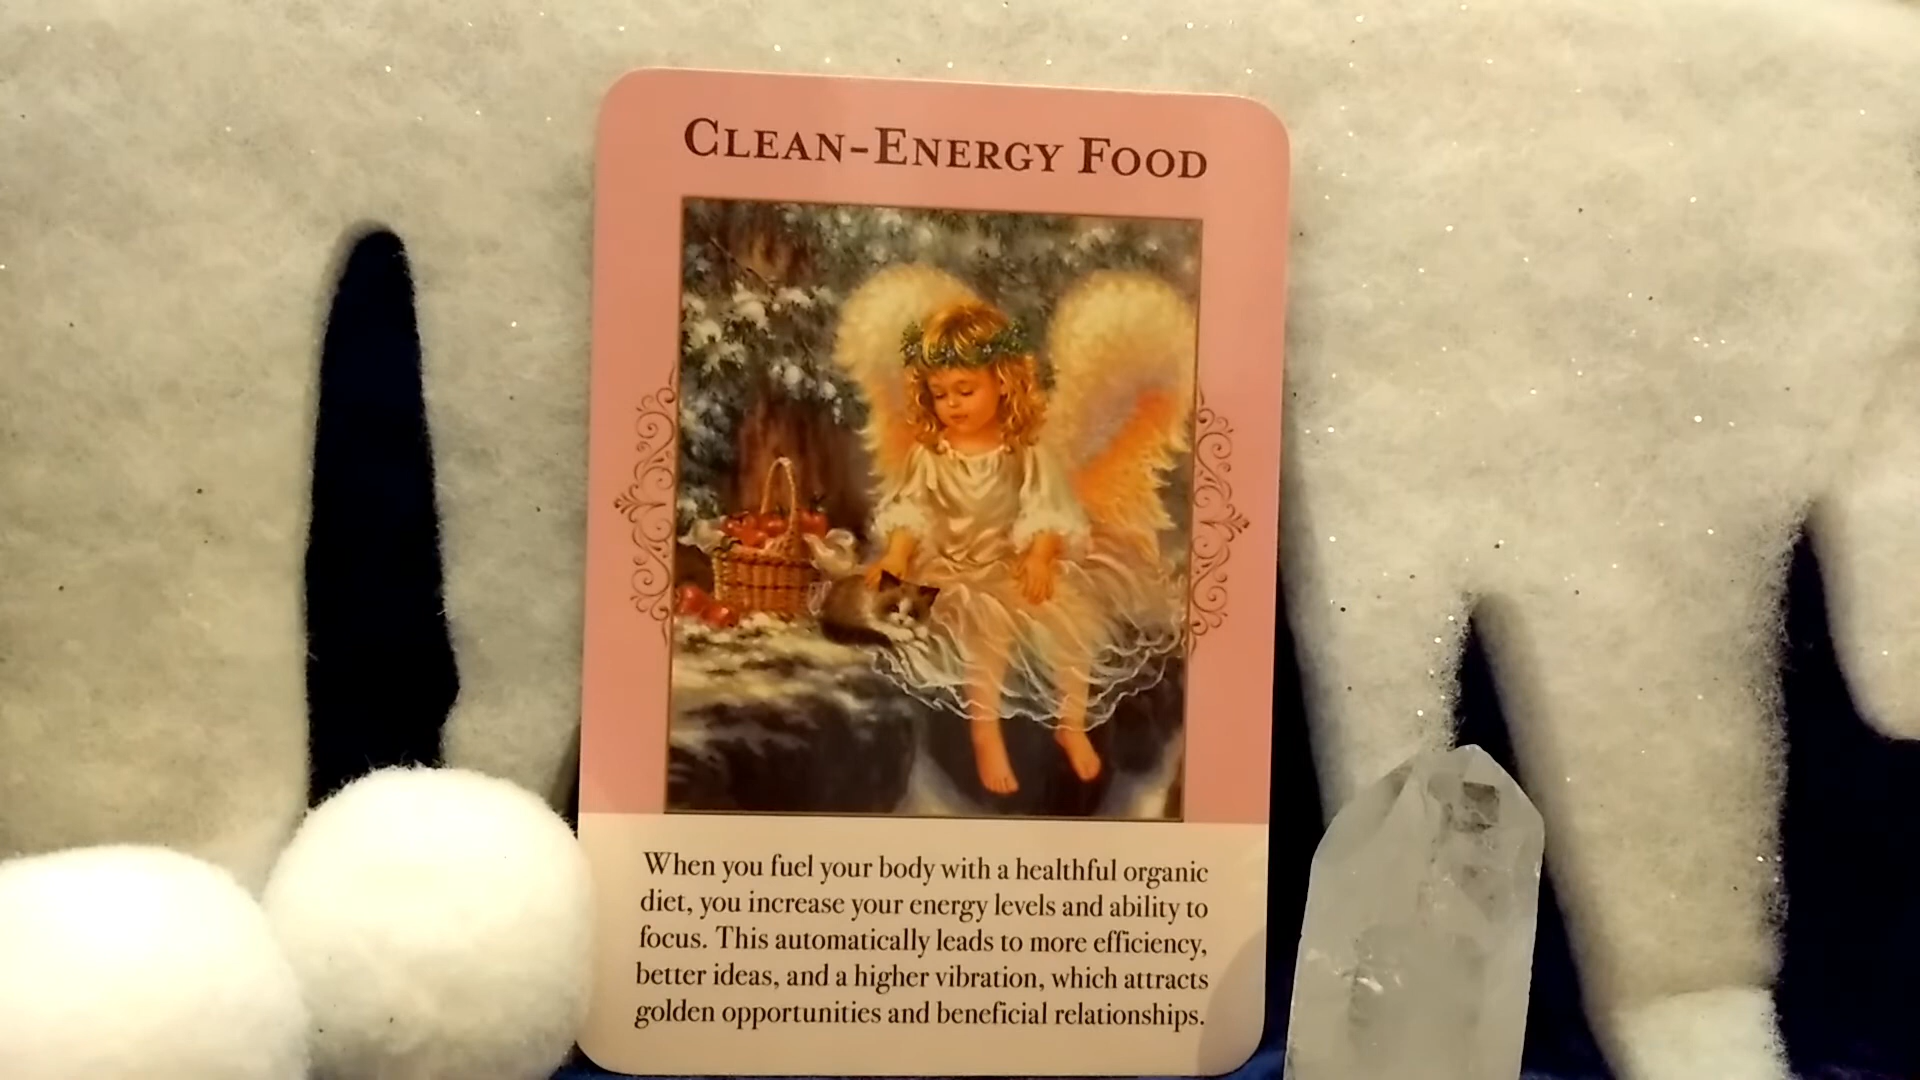 Clean-Energy Food
When you fuel your body with a healthful organic
diet, you increase your energy levels and ability to
focus. This automatically leads to more efficiency,
better ideas, and a higher vibration, which attracts
golden opportunities and beneficial relationships.